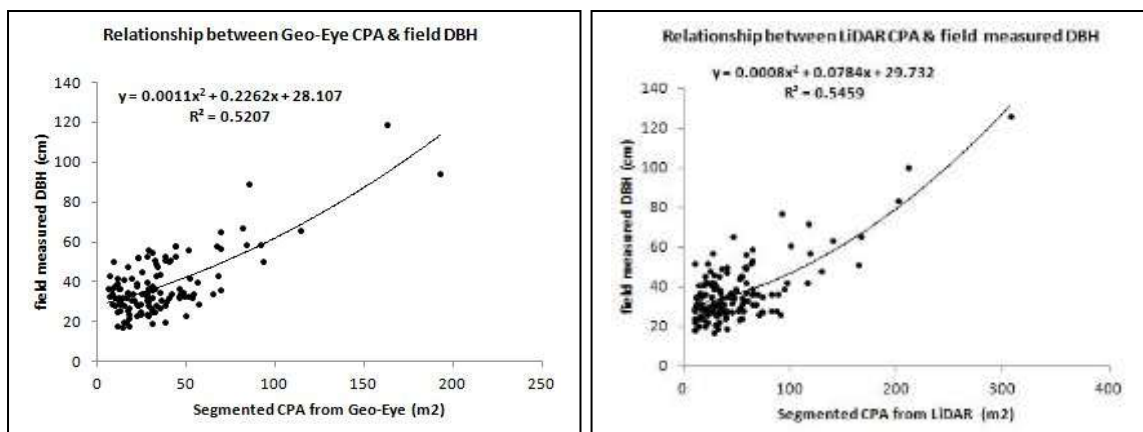 Relationship between Geo-Eye CPA & field DBH
y = 0.0011x² + 0.2262x + 28.107
R² = 0.5207
field measured DBH (cm)
140
120
100
80
60
40
20
0
0 50 100 150 200 250
Segmented CPA from Geo-Eye (m2)
Relationship between LiDAR CPA & field measured DBH
y = 0.0008x² + 0.0784x + 29.732
R² = 0.5459
field measured DBH (cm)
140
120
100
80
60
40
20
0
0 100 200 300 400
Segmented CPA from LiDAR (m2)